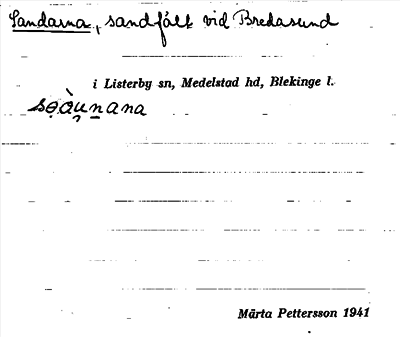 Sandarna, sandfält vid Bredasund
i Listerby sn, Medelstad hd, Blekinge l.
Märta Pettersson 1941